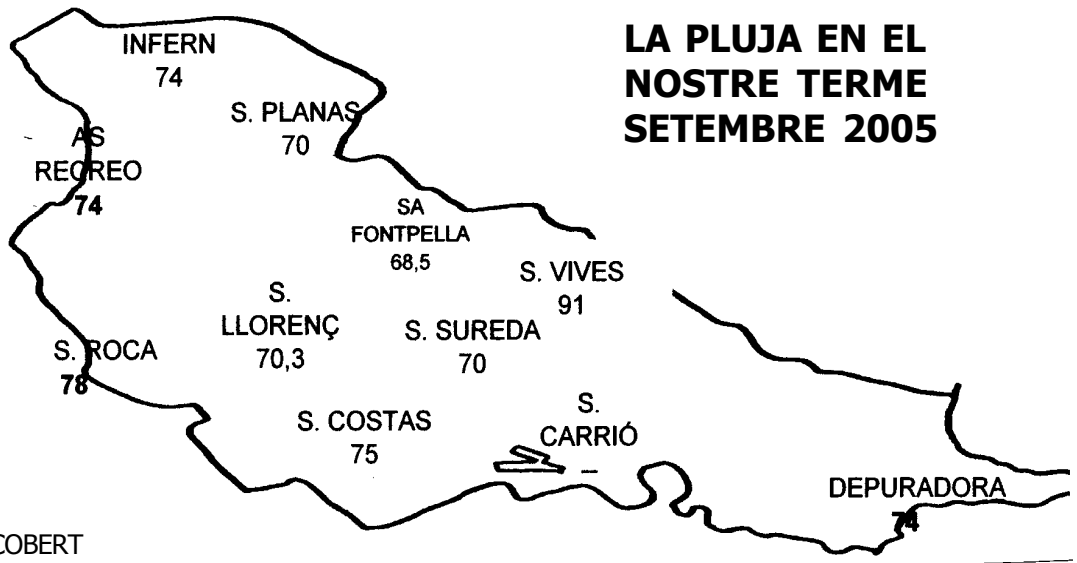 LA PLUJA EN EL
NOSTRE TERME
SETEMBRE 2005
INFERN
74
S. PLANAS
70
AS
RECREO
74
SA
FONTPELLA
68,5
S. VIVES
91
S.
LLORENÇ
70,3
S. SUREDA
70
S. ROCA
78
S. COSTAS
75
S.
CARRIÓ
–
DEPURADORA
74
COBERT